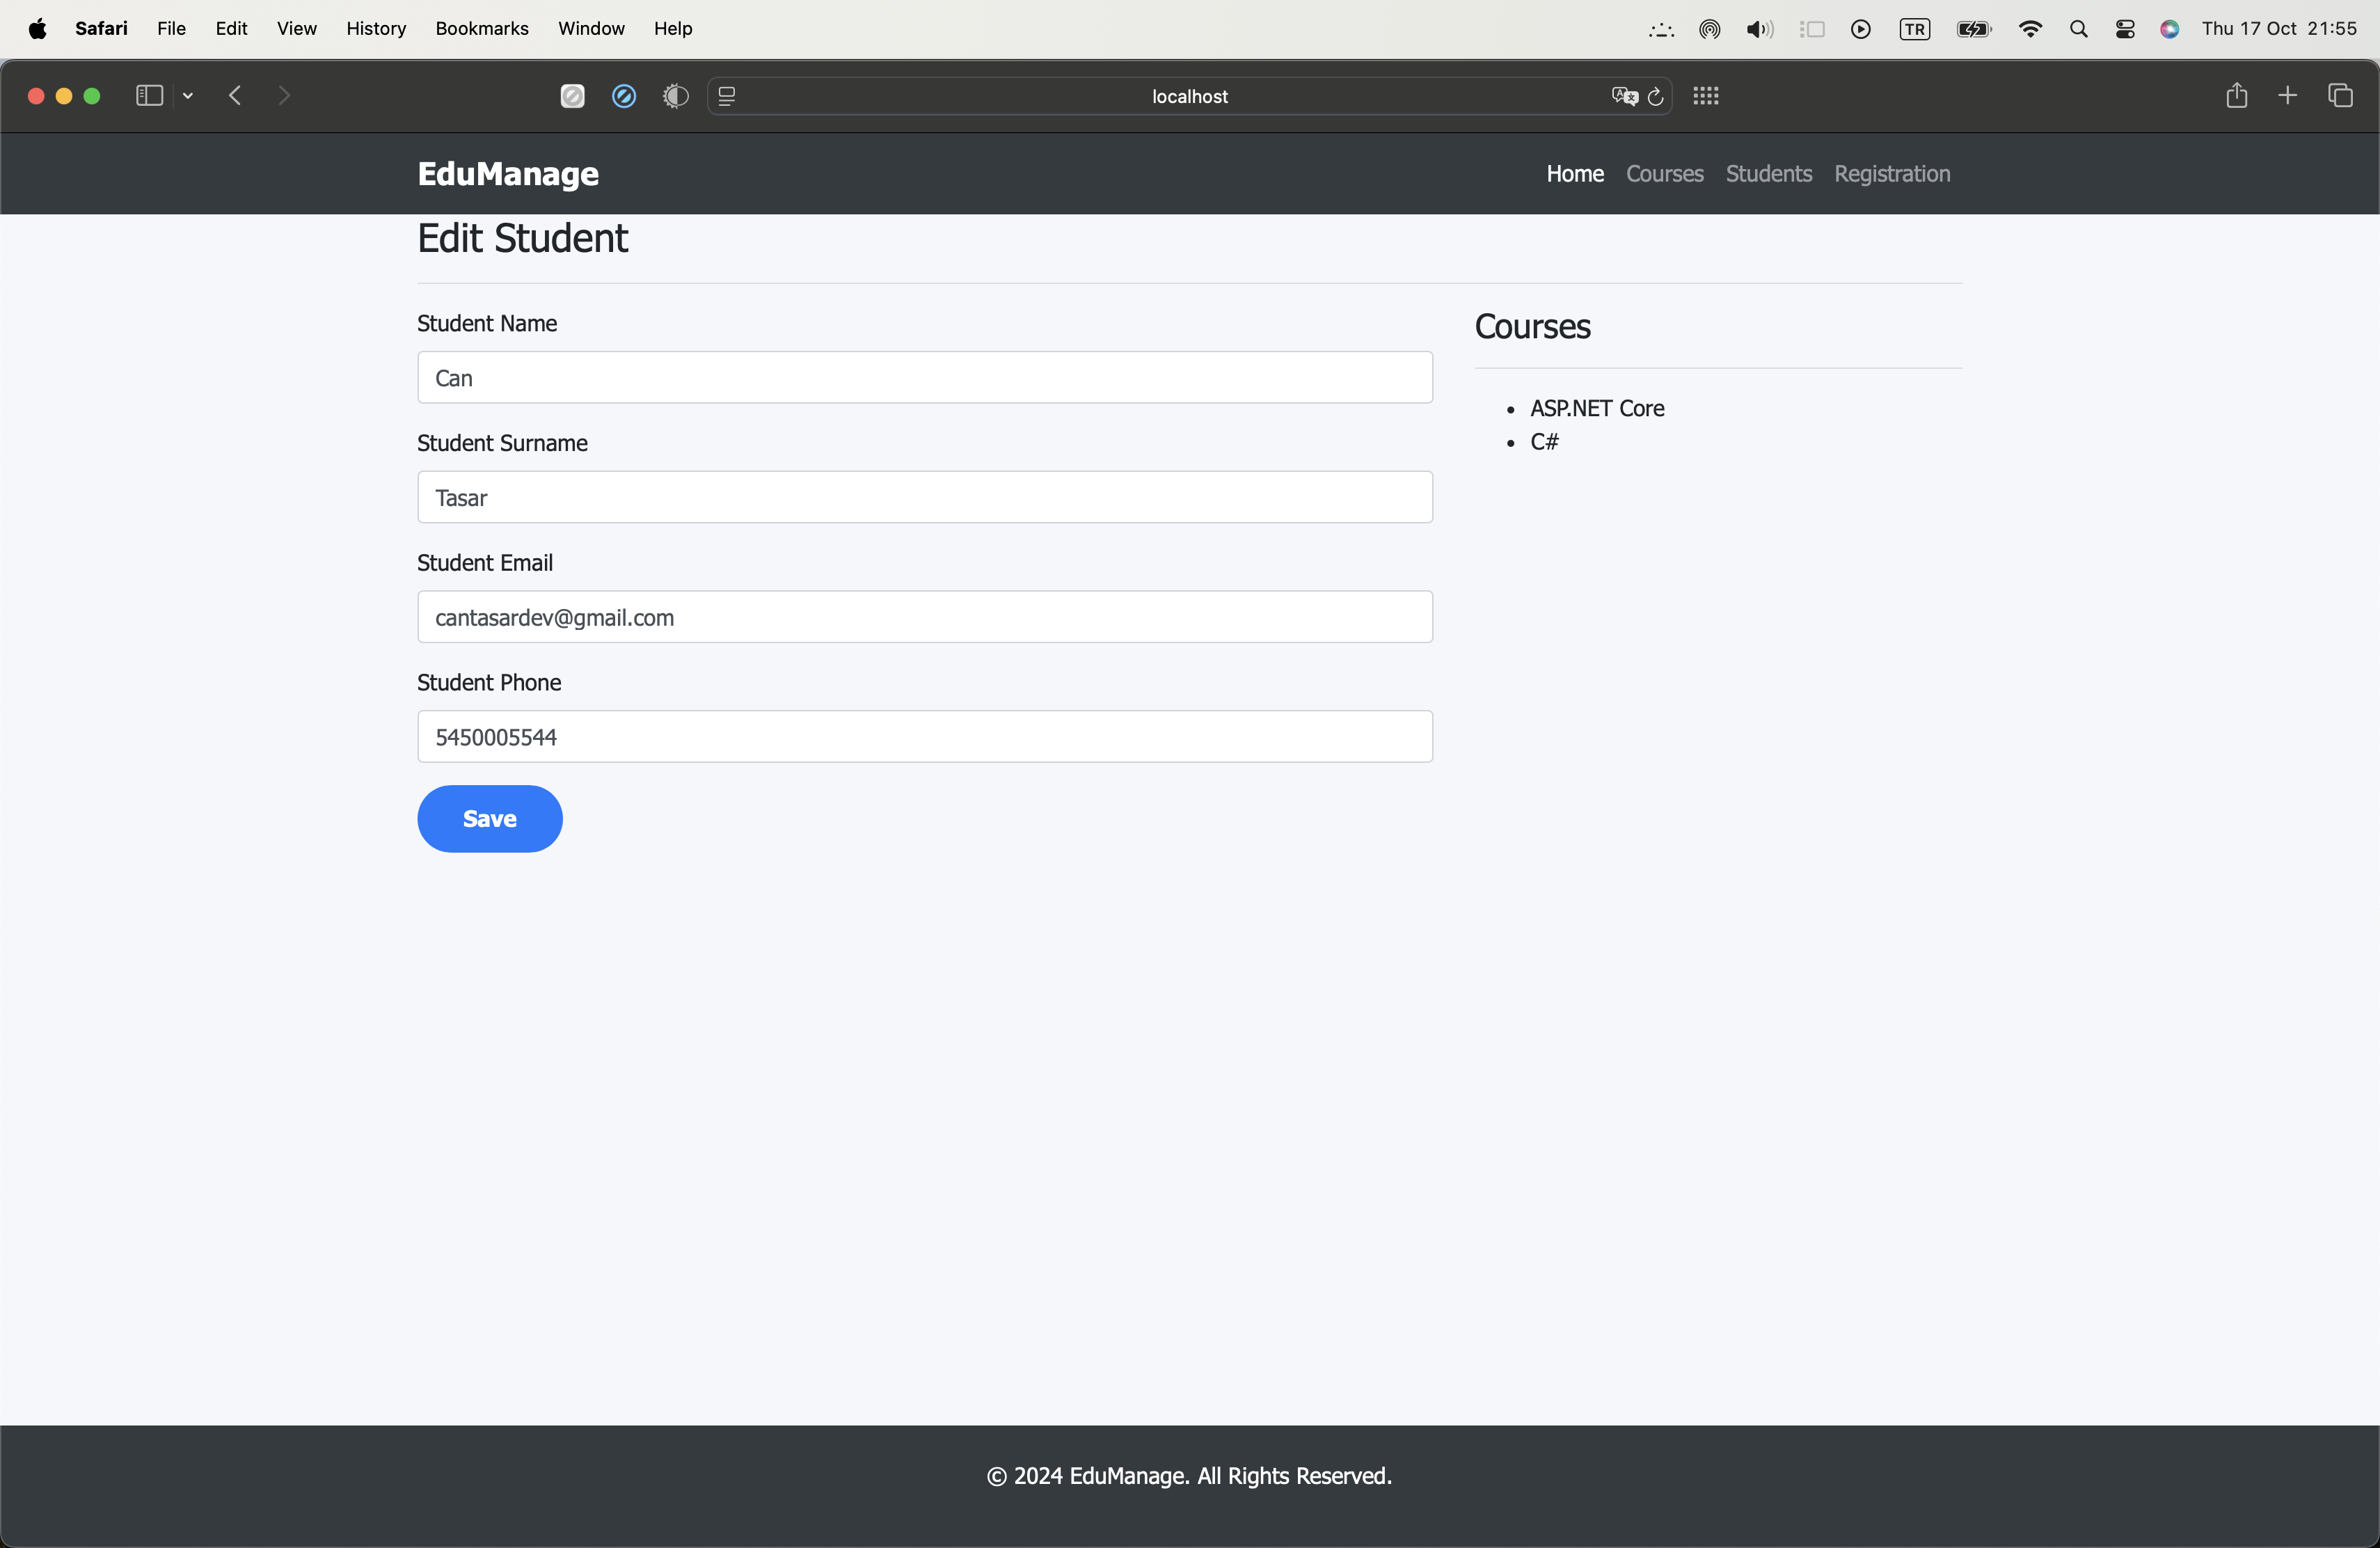 Safari File Edit View History Bookmarks Window Help TR Thu 17 Oct 21:55
localhost
EduManage Home Courses Students Registration
Edit Student
Student Name
Can
Student Surname
Tasar
Student Email
cantasardev@gmail.com
Student Phone
5450005544
Save
Courses
• ASP.NET Core
• C#
© 2024 EduManage. All Rights Reserved.